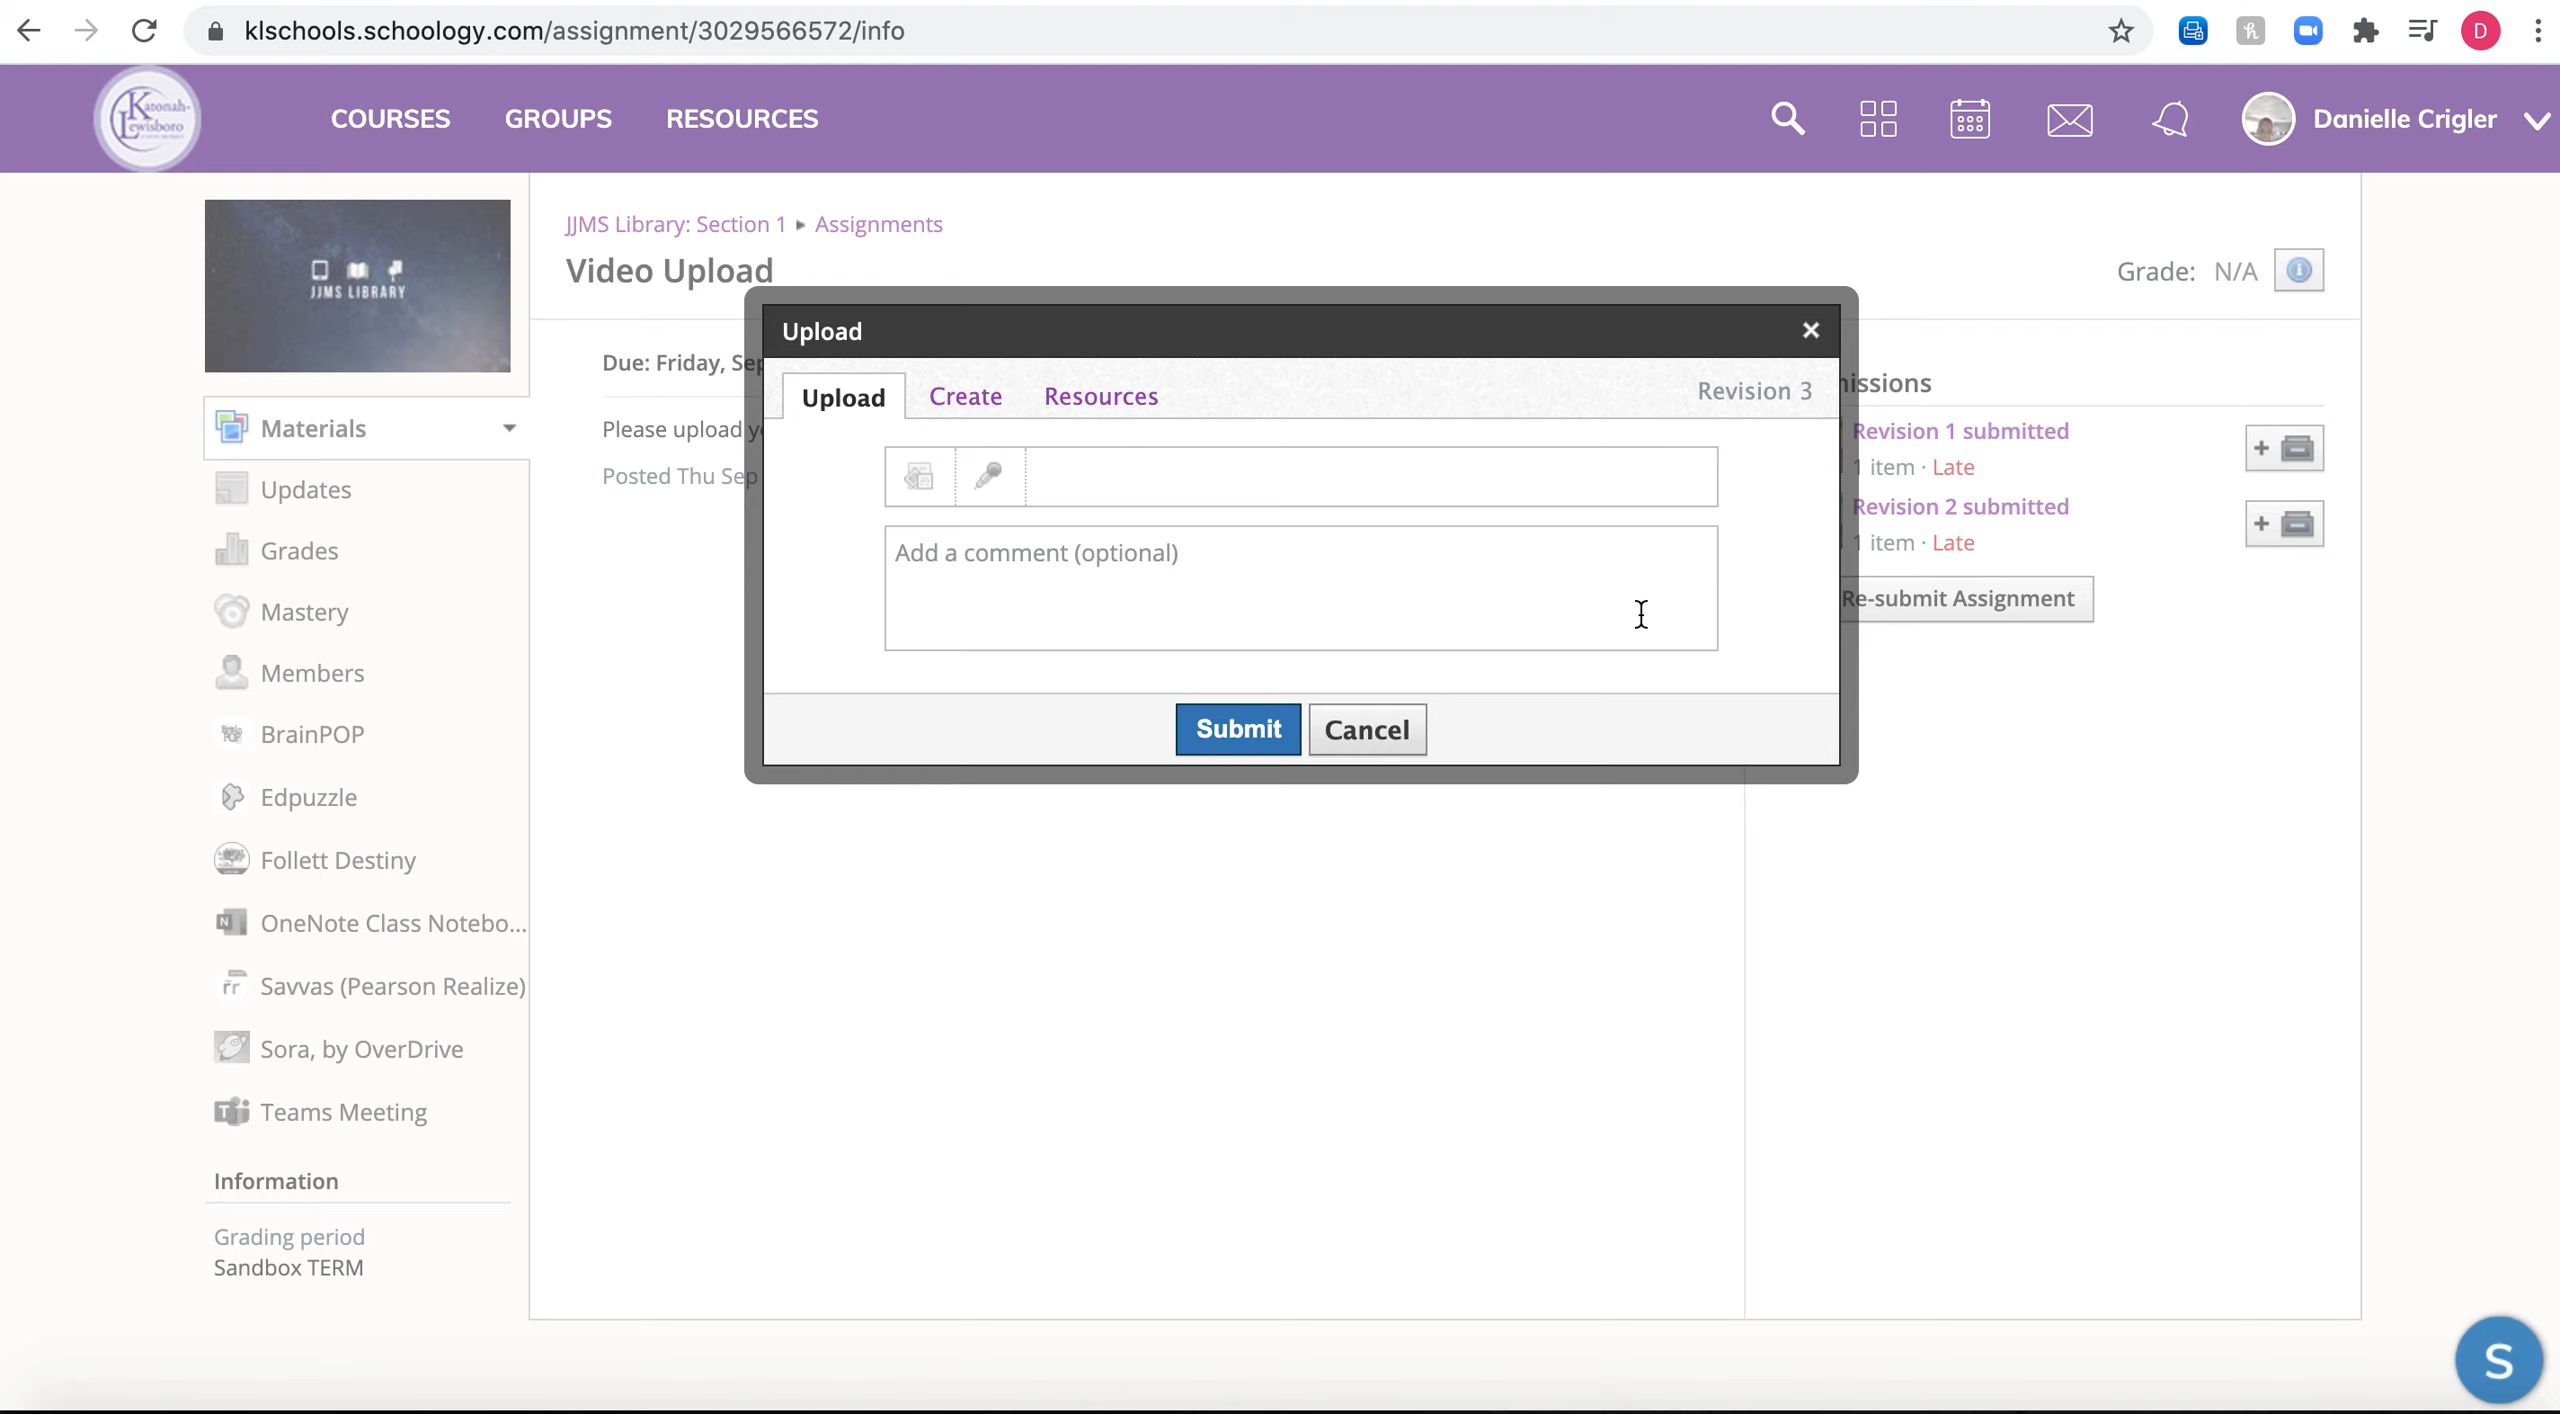 klschools.schoology.com/assignment/3029566572/info
D
Katonah-
Lewisboro
COURSES
GROUPS
RESOURCES
Danielle Crigler
JJMS LIBRARY
JJMS Library: Section 1 ▸ Assignments
Video Upload
Grade: N/A
Due: Friday, Sep
Please upload y
Posted Thu Sep
Upload
×
Upload
Create
Resources
Revision 3
Add a comment (optional)
Submit
Cancel
issions
Revision 1 submitted
1 item · Late
Revision 2 submitted
1 item · Late
Re-submit Assignment
Materials
Updates
Grades
Mastery
Members
BrainPOP
Edpuzzle
Follett Destiny
OneNote Class Notebo...
Savvas (Pearson Realize)
Sora, by OverDrive
Teams Meeting
Information
Grading period
Sandbox TERM
S